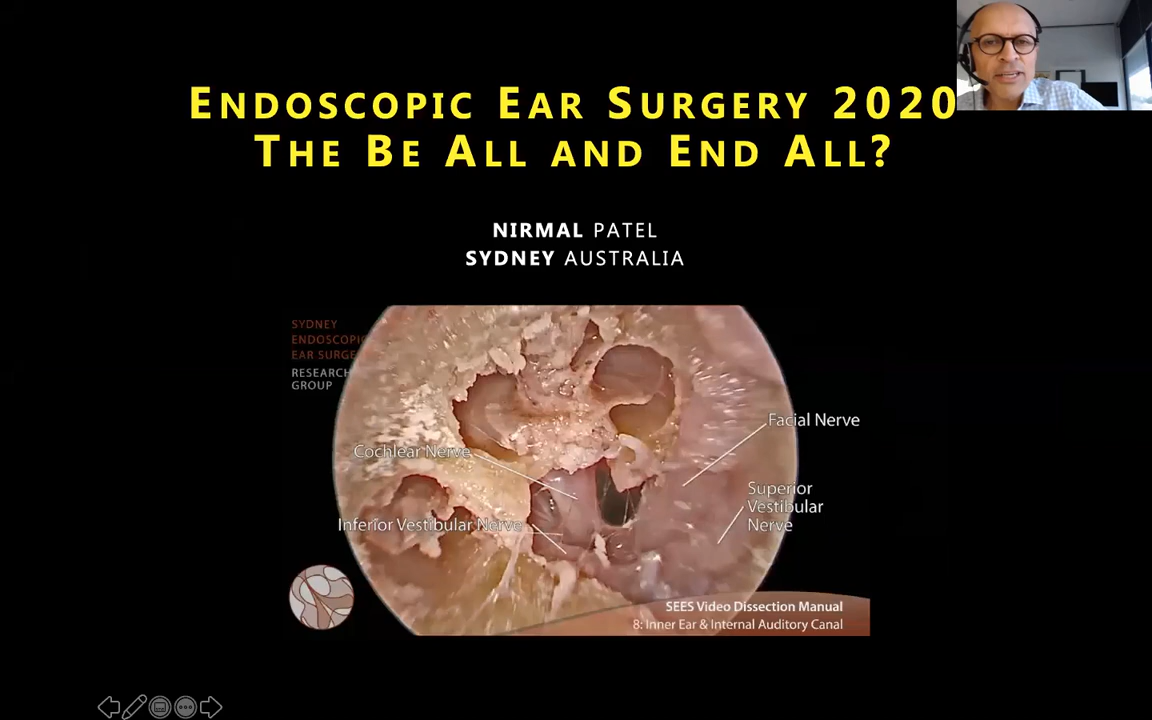 ENDOSCOPIC EAR SURGERY 2020
THE BE ALL AND END ALL?
NIRMAL PATEL
SYDNEY AUSTRALIA
SYDNEY
ENDOSCOPIC
EAR SURGE
RESEARCH
GROUP
Facial Nerve
Cochlear Nerve
Superior
Vestibular
Nerve
Inferior Vestibular Nerve
SEES Video Dissection Manual
8: Inner Ear & Internal Auditory Canal